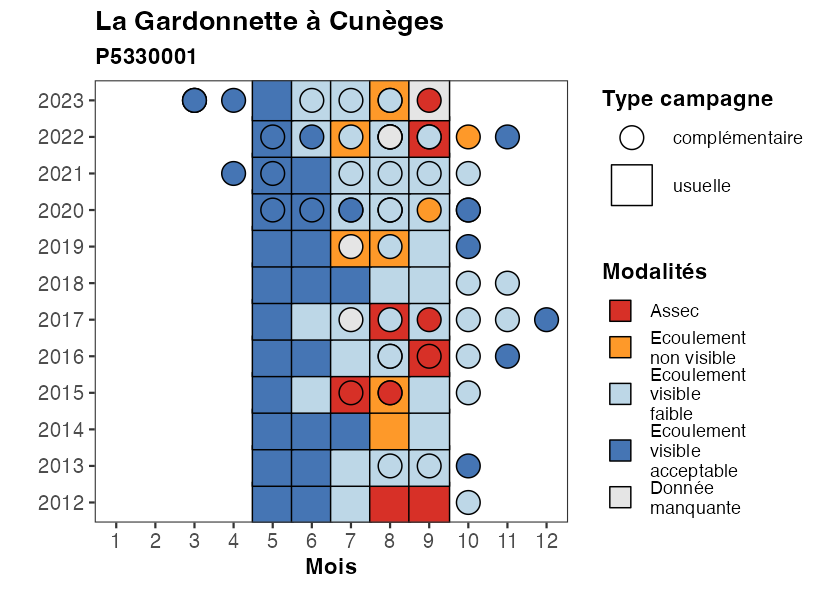 La Gardonnette à Cunèges
P5330001
2023
2022
2021
2020
2019
2018
2017
2016
2015
2014
2013
2012
1 2 3 4 5 6 7 8 9 10 11 12
Mois
Type campagne
complémentaire
usuelle
Modalités
Assec
Ecoulement
non visible
Ecoulement
visible
faible
Ecoulement
visible
acceptable
Donnée
manquante